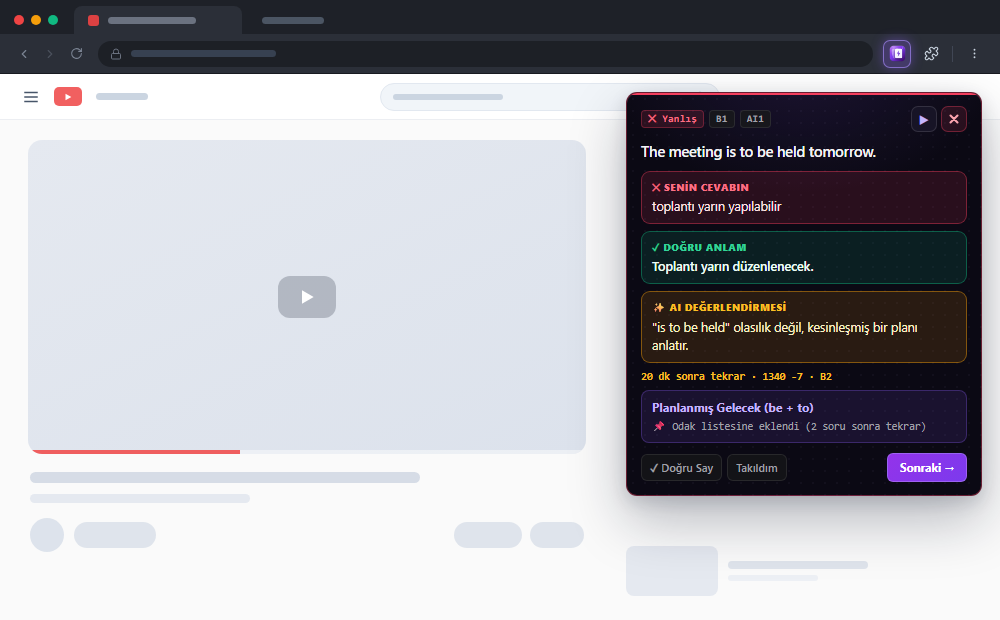 Yanlış B1 AI1
The meeting is to be held tomorrow.
SENİN CEVABIN
toplantı yarın yapılabilir
DOĞRU ANLAM
Toplantı yarın düzenlenecek.
AI DEĞERLENDİRMESİ
"is to be held" olasılık değil, kesinleşmiş bir planı
anlatır.
20 dk sonra tekrar · 1340 -7 · B2
Planlanmış Gelecek (be + to)
Odak listesine eklendi (2 soru sonra tekrar)
Doğru Say Takıldım Sonraki →